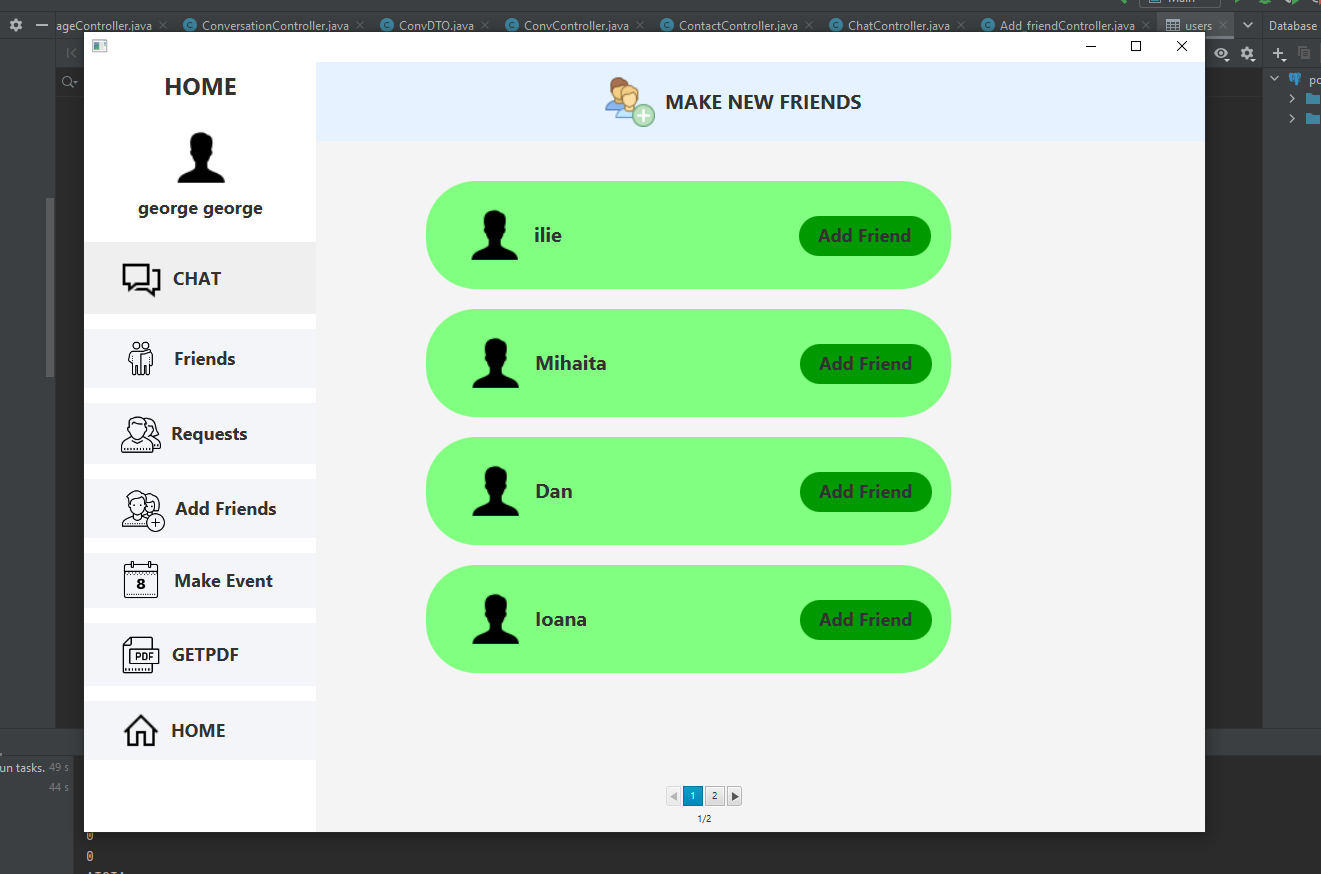 ageController.java ConversationController.java ConvDTO.java ConvController.java ContactController.java ChatController.java Add_friendController.java users Database
HOME
george george
CHAT
Friends
Requests
Add Friends
8 Make Event
PDF GETPDF
HOME
MAKE NEW FRIENDS
ilie Add Friend
Mihaita Add Friend
Dan Add Friend
Ioana Add Friend
1 2
1/2
un tasks. 49 s
44 s
0
0